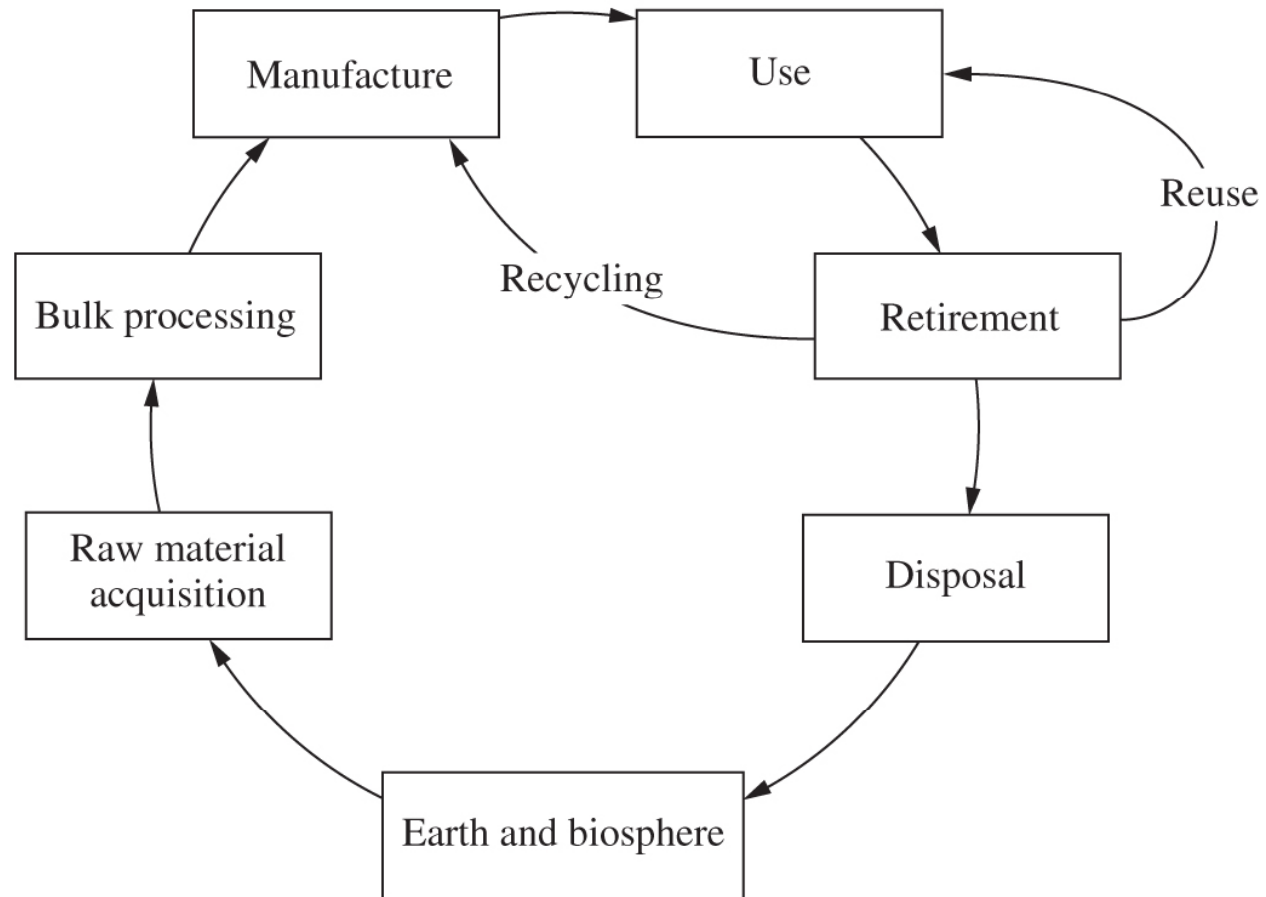 Manufacture
Use
Reuse
Recycling
Bulk processing
Retirement
Raw material
acquisition
Disposal
Earth and biosphere